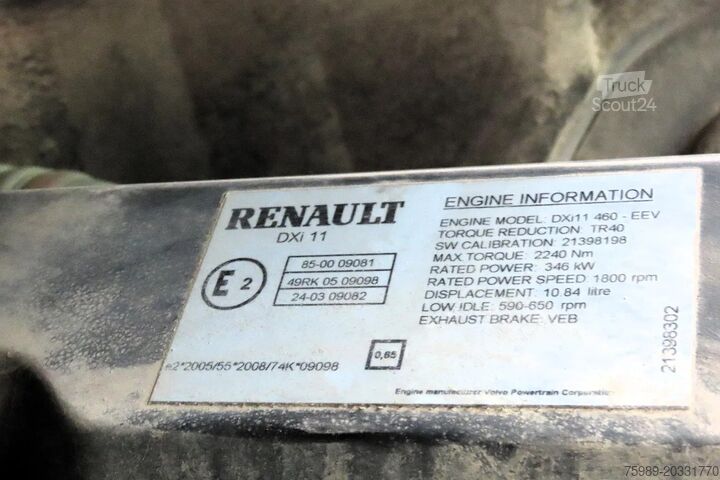 Truck
Scout24
RENAULT
DXi 11
E2
85-00 09081
49RK 05 09098
24-03 09082
e2*2005/55*2008/74K*09098
0,65
ENGINE INFORMATION
ENGINE MODEL: DXi11 460 - EEV
TORQUE REDUCTION: TR40
SW CALIBRATION: 21398198
MAX TORQUE: 2240 Nm
RATED POWER: 346 kW
RATED POWER SPEED: 1800 rpm
DISPLACEMENT: 10.84 litre
LOW IDLE: 590-650 rpm
EXHAUST BRAKE: VEB
21398302
Engine manufacturer Volvo Powertrain Corporation
75989-20331770